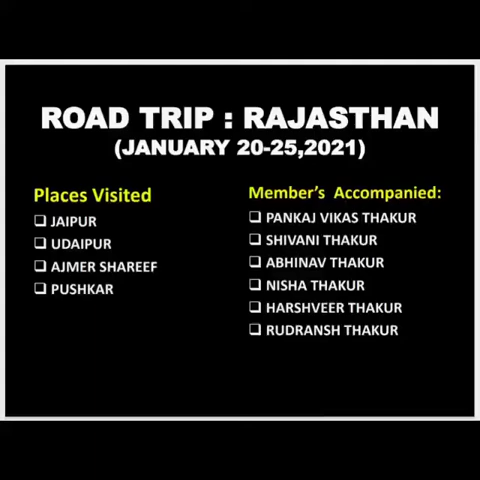 ROAD TRIP : RAJASTHAN
(JANUARY 20-25,2021)
Places Visited
❑ JAIPUR
❑ UDAIPUR
❑ AJMER SHAREEF
❑ PUSHKAR
Member’s Accompanied:
❑ PANKAJ VIKAS THAKUR
❑ SHIVANI THAKUR
❑ ABHINAV THAKUR
❑ NISHA THAKUR
❑ HARSHVEER THAKUR
❑ RUDRANSH THAKUR